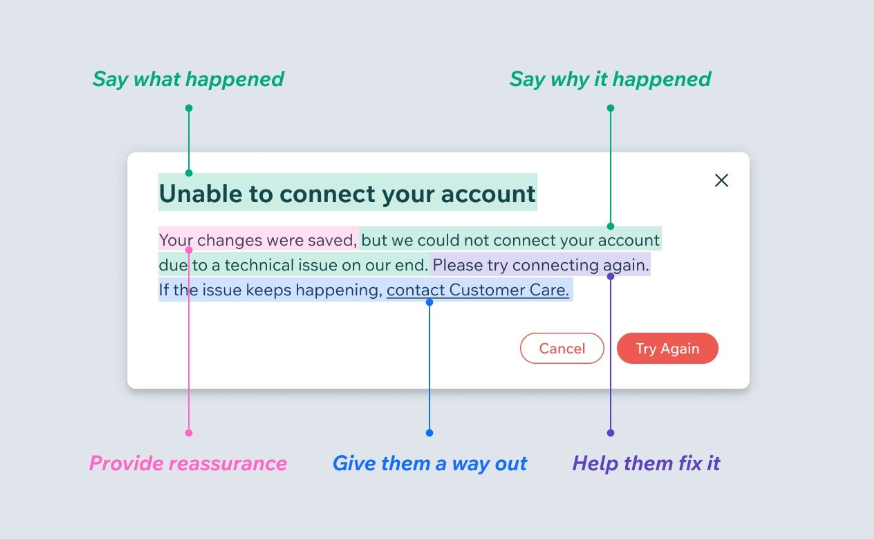 Say what happened
Say why it happened
Unable to connect your account
Your changes were saved, but we could not connect your account
due to a technical issue on our end. Please try connecting again.
If the issue keeps happening, contact Customer Care.
Cancel
Try Again
Provide reassurance
Give them a way out
Help them fix it